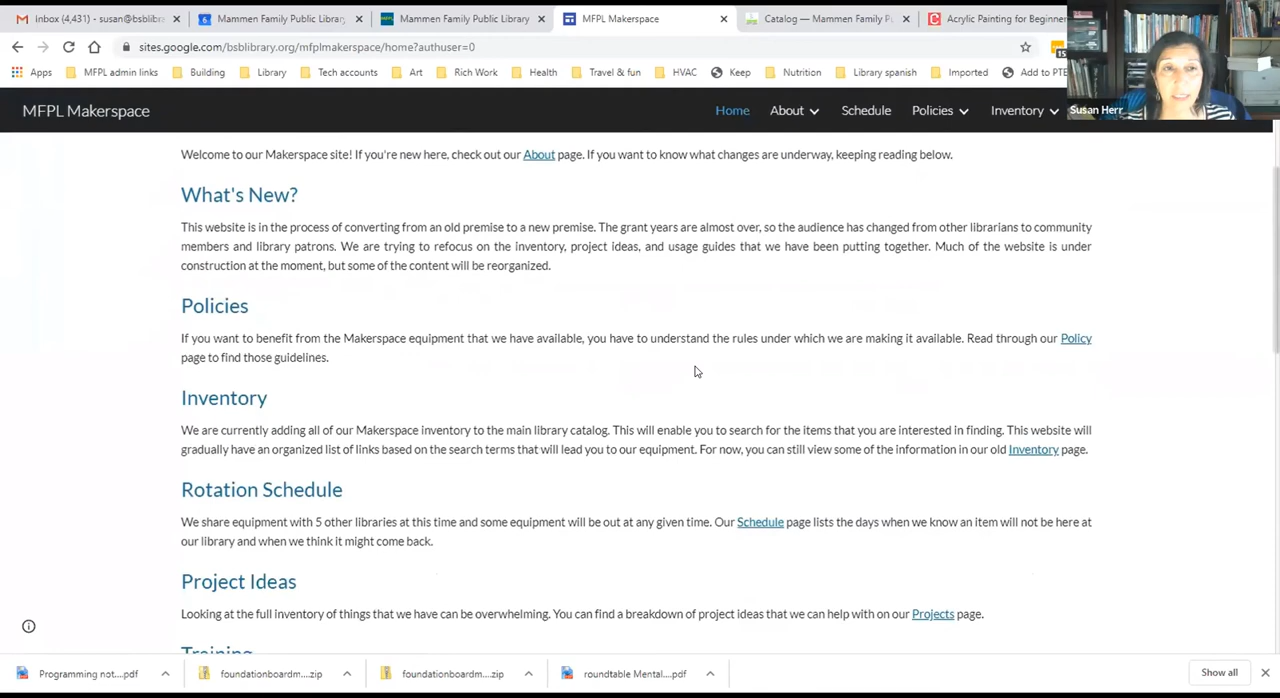 Inbox (4,431) - susan@bsblibra
Mammen Family Public Library
Mammen Family Public Library
MFPL Makerspace
Catalog — Mammen Family Pu
Acrylic Painting for Beginner
sites.google.com/bsblibrary.org/mfplmakerspace/home?authuser=0
15
Apps
MFPL admin links
Building
Library
Tech accounts
Art
Rich Work
Health
Travel & fun
HVAC
Keep
Nutrition
Library spanish
Imported
Add to PTE
Susan Herr
MFPL Makerspace
Home
About
Schedule
Policies
Inventory
Welcome to our Makerspace site! If you're new here, check out our About page. If you want to know what changes are underway, keeping reading below.
What's New?
This website is in the process of converting from an old premise to a new premise. The grant years are almost over, so the audience has changed from other librarians to community
members and library patrons. We are trying to refocus on the inventory, project ideas, and usage guides that we have been putting together. Much of the website is under
construction at the moment, but some of the content will be reorganized.
Policies
If you want to benefit from the Makerspace equipment that we have available, you have to understand the rules under which we are making it available. Read through our Policy
page to find those guidelines.
Inventory
We are currently adding all of our Makerspace inventory to the main library catalog. This will enable you to search for the items that you are interested in finding. This website will
gradually have an organized list of links based on the search terms that will lead you to our equipment. For now, you can still view some of the information in our old Inventory page.
Rotation Schedule
We share equipment with 5 other libraries at this time and some equipment will be out at any given time. Our Schedule page lists the days when we know an item will not be here at
our library and when we think it might come back.
Project Ideas
Looking at the full inventory of things that we have can be overwhelming. You can find a breakdown of project ideas that we can help with on our Projects page.
Training
Programming not....pdf
foundationboardm....zip
foundationboardm....zip
roundtable Mental....pdf
Show all